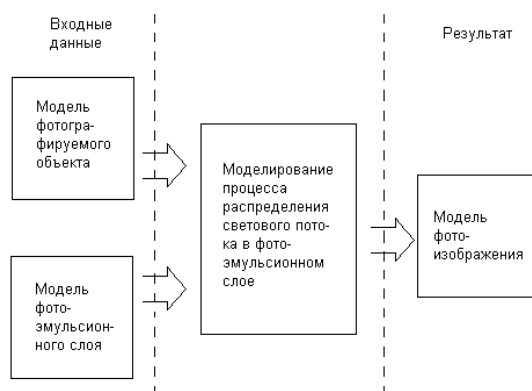 Входные
данные
Результат
Модель
фотогра-
фируемого
объекта
Моделирование
процесса
распределения
светового пото-
ка в фото-
эмульсионном
слое
Модель
фото-
изображения
Модель
фото-
эмульсион-
ного слоя